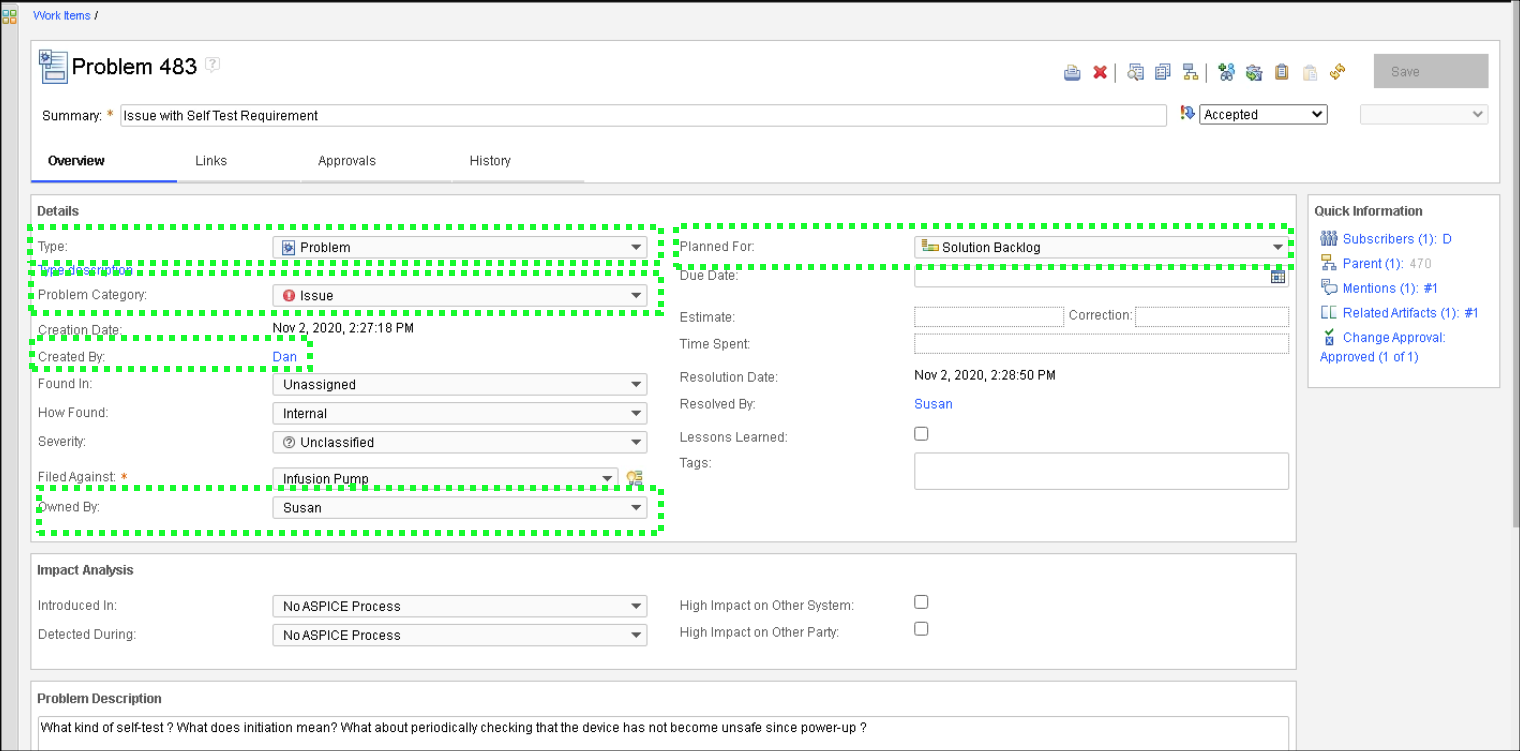 Work Items /
Problem 483 ?
Summary: * Issue with Self Test Requirement Accepted
Save
Overview Links Approvals History
Details
Type: Problem
Type description
Problem Category: Issue
Creation Date: Nov 2, 2020, 2:27:18 PM
Created By: Dan
Found In: Unassigned
How Found: Internal
Severity: Unclassified
Filed Against: * Infusion Pump
Owned By: Susan
Planned For: Solution Backlog
Due Date:
Estimate: Correction:
Time Spent:
Resolution Date: Nov 2, 2020, 2:28:50 PM
Resolved By: Susan
Lessons Learned:
Tags:
Quick Information
Subscribers (1): D
Parent (1): 470
Mentions (1): #1
Related Artifacts (1): #1
Change Approval:
Approved (1 of 1)
Impact Analysis
Introduced In: No ASPICE Process
Detected During: No ASPICE Process
High Impact on Other System:
High Impact on Other Party:
Problem Description
What kind of self-test ? What does initiation mean? What about periodically checking that the device has not become unsafe since power-up ?